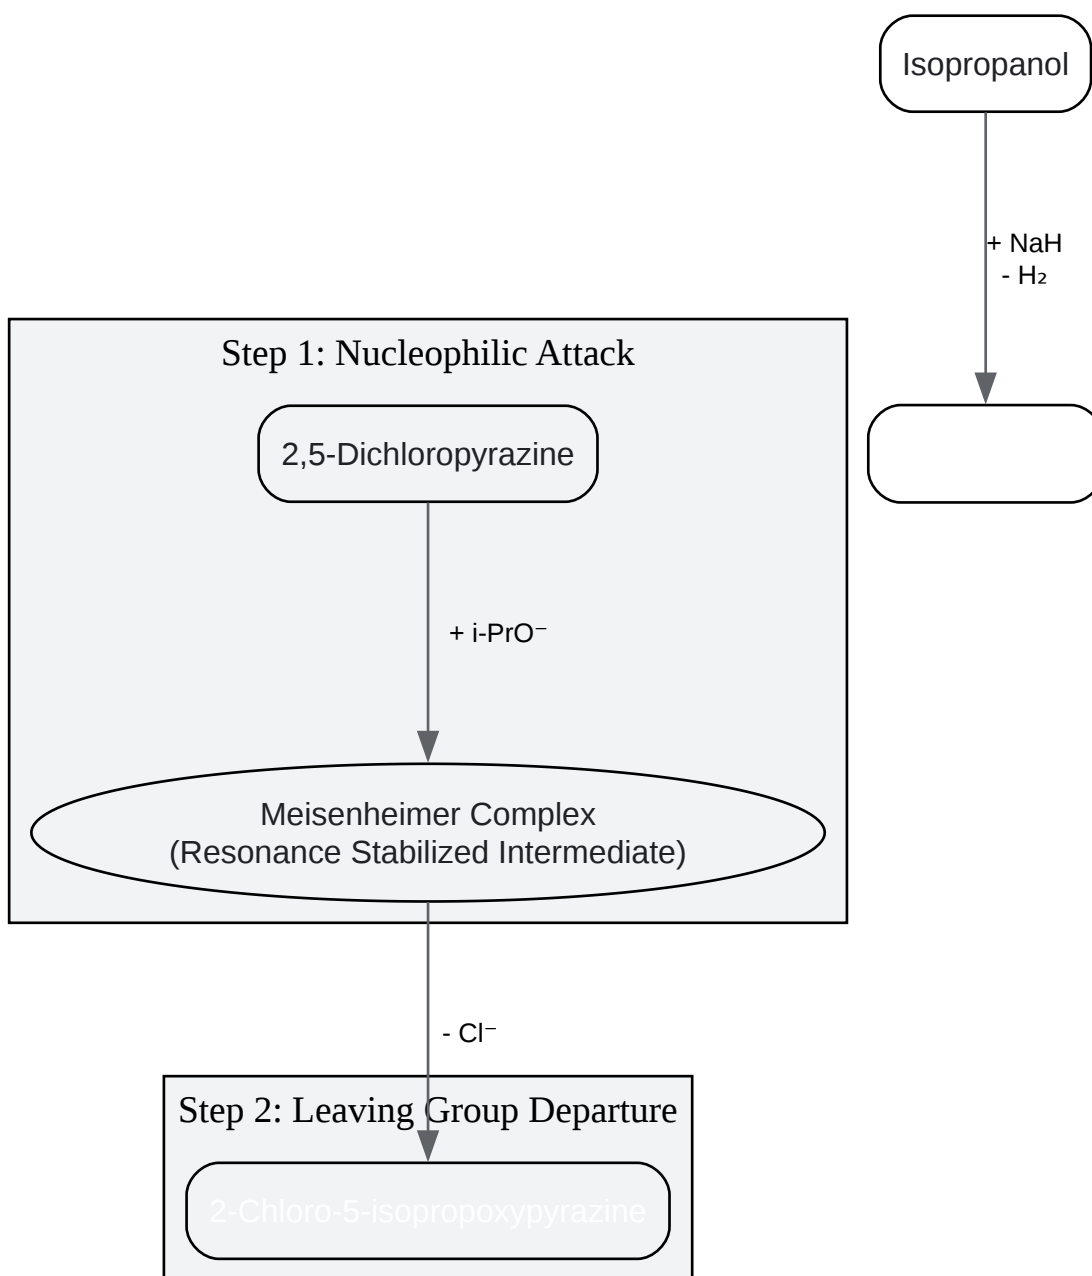 Isopropanol
+ NaH
- H₂
Step 1: Nucleophilic Attack
2,5-Dichloropyrazine
+ i-PrO⁻
Meisenheimer Complex
(Resonance Stabilized Intermediate)
- Cl⁻
Step 2: Leaving Group Departure
2-Chloro-5-isopropoxypyrazine